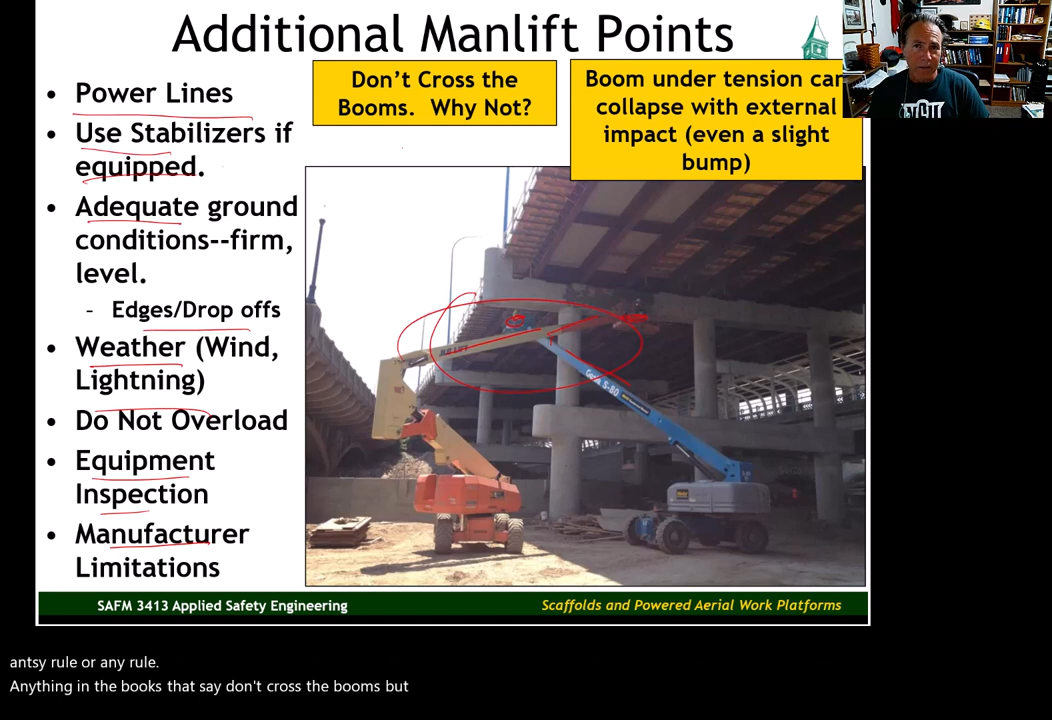 Additional Manlift Points
• Power Lines
• Use Stabilizers if
equipped.
• Adequate ground
conditions--firm,
level.
– Edges/Drop offs
• Weather (Wind,
Lightning)
• Do Not Overload
• Equipment
Inspection
• Manufacturer
Limitations
Don't Cross the
Booms. Why Not?
Boom under tension can
collapse with external
impact (even a slight
bump)
Genie S-80
SAFM 3413 Applied Safety Engineering
Scaffolds and Powered Aerial Work Platforms
antsy rule or any rule.
Anything in the books that say don't cross the booms but